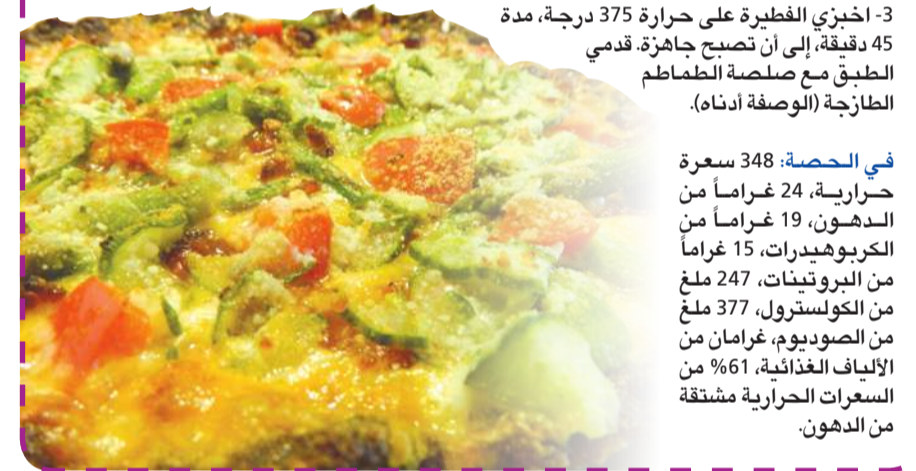 3- اخبزي الفطيرة على حرارة 375 درجة، مدة
45 دقيقة، إلى أن تصبح جاهزة. قدمي
الطبق مع صلصة الطماطم
الطازجة (الوصفة أدناه).
في الحصة: 348 سعرة
حرارية، 24 غراماً من
الدهون، 19 غراماً من
الكربوهيدرات، 15 غراماً
من البروتينات، 247 ملغ
من الكولسترول، 377 ملغ
من الصوديوم، غرامان من
الألياف الغذائية، 61% من
السعرات الحرارية مشتقة
من الدهون.